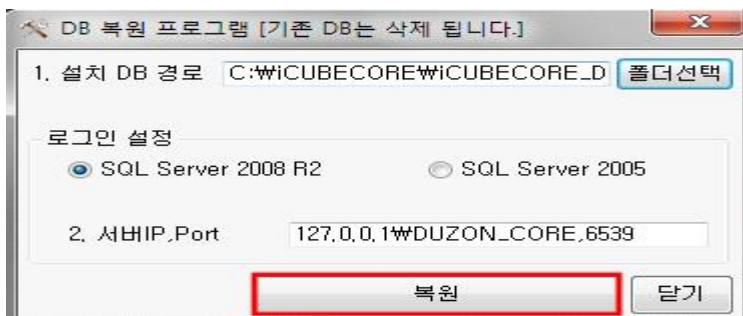 DB 복원 프로그램 [기존 DB는 삭제 됩니다.]
1. 설치 DB 경로 C:₩iCUBECORE₩iCUBECORE_D 폴더선택
로그인 설정
SQL Server 2008 R2 SQL Server 2005
2. 서버IP,Port 127.0.0.1₩DUZON_CORE,6539
복원 닫기